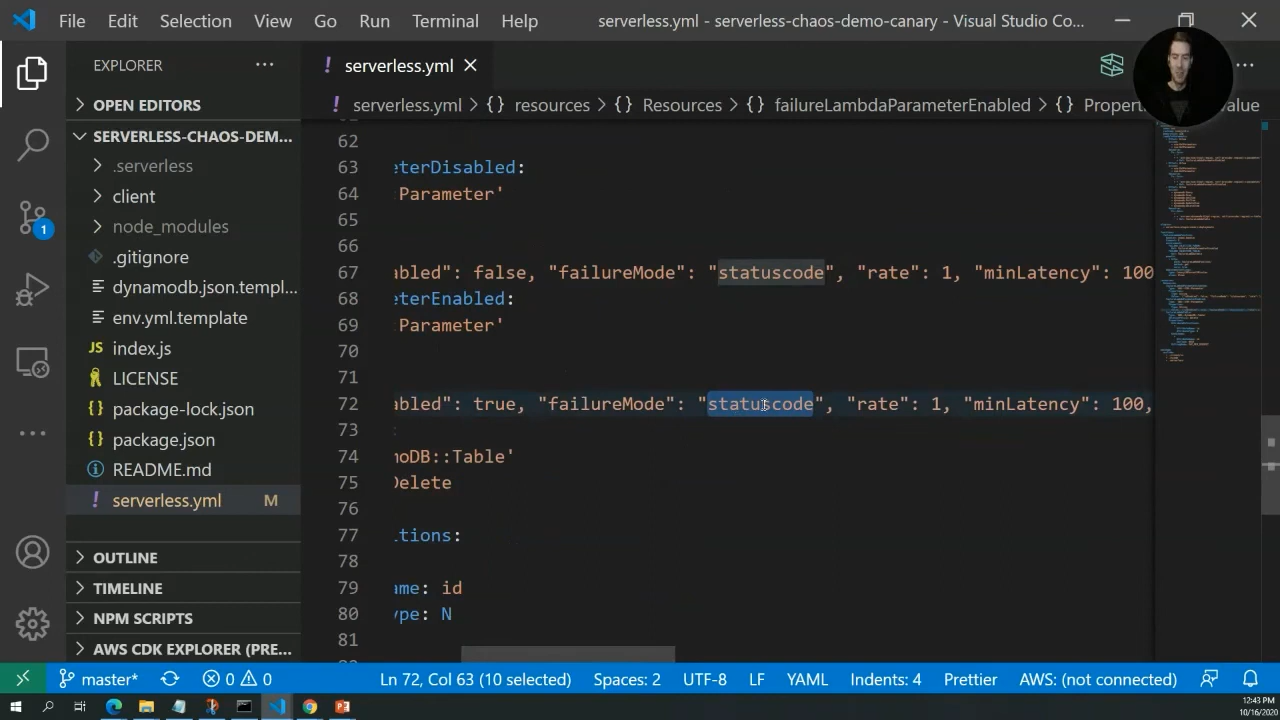 File Edit Selection View Go Run Terminal Help serverless.yml - serverless-chaos-demo-canary - Visual Studio Co...
EXPLORER
! serverless.yml
! serverless.yml > {} resources > {} Resources > {} failureLambdaParameterEnabled > {} Prope
OPEN EDITORS
SERVERLESS-CHAOS-DEM...
.serverless
client
node_modules
.gitignore
dynamodb.json.templ...
env.yml.template
JS index.js
LICENSE
package-lock.json
package.json
README.md
! serverless.yml M
OUTLINE
TIMELINE
NPM SCRIPTS
AWS CDK EXPLORER (PRE...
1
62
63 eterDisabled:
64 Parameter'
65
66
67 abled": false, "failureMode": "statuscode", "rate": 1, "minLatency": 100
68 eterEnabled:
69 Parameter'
70
71
72 abled": true, "failureMode": "statuscode", "rate": 1, "minLatency": 100,
73 :
74 moDB::Table'
75 Delete
76
77 itions:
78
79 ame: id
80 ype: N
81
master* 0 0 Ln 72, Col 63 (10 selected) Spaces: 2 UTF-8 LF YAML Indents: 4 Prettier AWS: (not connected)
12:43 PM
10/16/2020